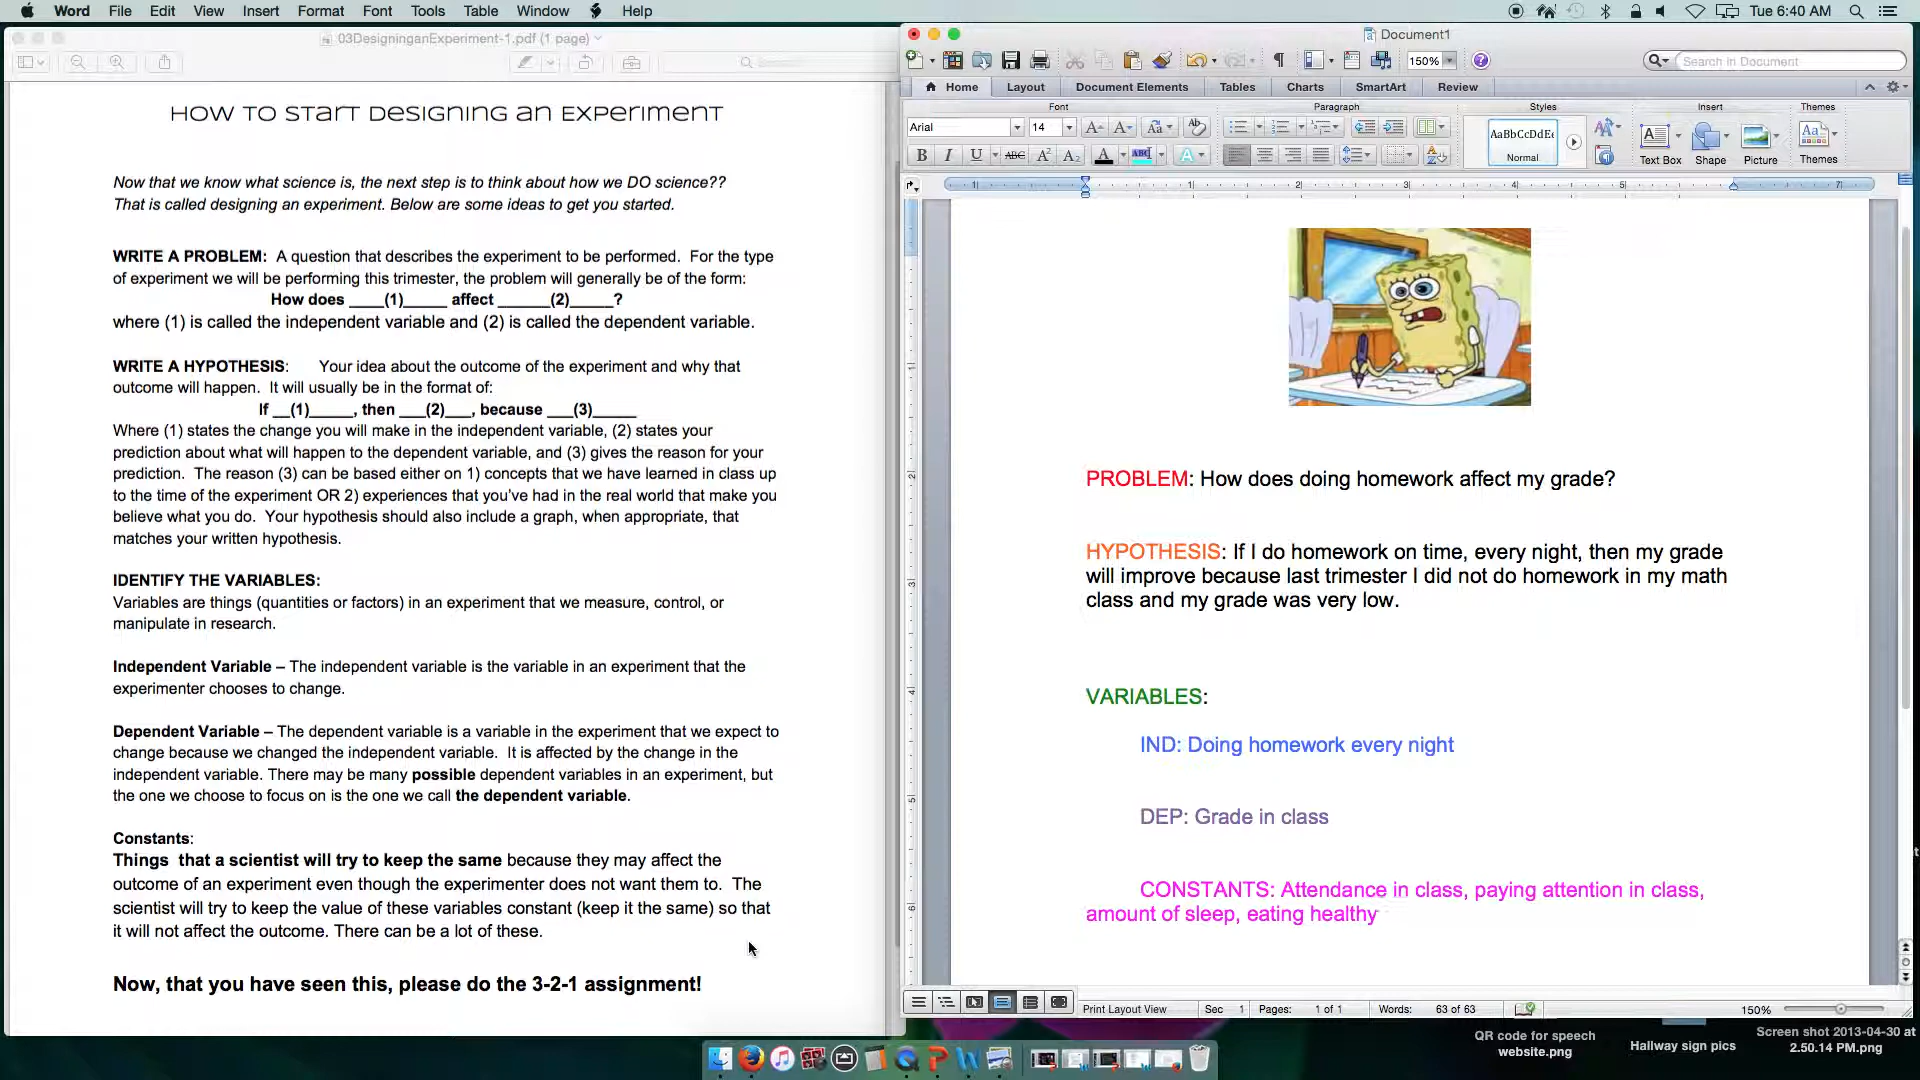 Word File Edit View Insert Format Font Tools Table Window Help Tue 6:40 AM
03DesigninganExperiment-1.pdf (1 page)
HOW TO START DESIGNING AN EXPERIMENT
Now that we know what science is, the next step is to think about how we DO science??
That is called designing an experiment. Below are some ideas to get you started.
WRITE A PROBLEM: A question that describes the experiment to be performed. For the type
of experiment we will be performing this trimester, the problem will generally be of the form:
How does ____(1)_____ affect ______(2)_____?
where (1) is called the independent variable and (2) is called the dependent variable.
WRITE A HYPOTHESIS: Your idea about the outcome of the experiment and why that
outcome will happen. It will usually be in the format of:
If __(1)_____, then ___(2)___, because ___(3)_____
Where (1) states the change you will make in the independent variable, (2) states your
prediction about what will happen to the dependent variable, and (3) gives the reason for your
prediction. The reason (3) can be based either on 1) concepts that we have learned in class up
to the time of the experiment OR 2) experiences that you've had in the real world that make you
believe what you do. Your hypothesis should also include a graph, when appropriate, that
matches your written hypothesis.
IDENTIFY THE VARIABLES:
Variables are things (quantities or factors) in an experiment that we measure, control, or
manipulate in research.
Independent Variable – The independent variable is the variable in an experiment that the
experimenter chooses to change.
Dependent Variable – The dependent variable is a variable in the experiment that we expect to
change because we changed the independent variable. It is affected by the change in the
independent variable. There may be many possible dependent variables in an experiment, but
the one we choose to focus on is the one we call the dependent variable.
Constants:
Things that a scientist will try to keep the same because they may affect the
outcome of an experiment even though the experimenter does not want them to. The
scientist will try to keep the value of these variables constant (keep it the same) so that
it will not affect the outcome. There can be a lot of these.
Now, that you have seen this, please do the 3-2-1 assignment!
Document1
150% Search in Document
Home Layout Document Elements Tables Charts SmartArt Review
Font Paragraph Styles Insert Themes
Arial 14 AaBbCcDdEe
Normal Text Box Shape Picture Themes
PROBLEM: How does doing homework affect my grade?
HYPOTHESIS: If I do homework on time, every night, then my grade
will improve because last trimester I did not do homework in my math
class and my grade was very low.
VARIABLES:
IND: Doing homework every night
DEP: Grade in class
CONSTANTS: Attendance in class, paying attention in class,
amount of sleep, eating healthy
Print Layout View Sec 1 Pages: 1 of 1 Words: 63 of 63 150%
QR code for speech
website.png
Hallway sign pics
Screen shot 2013-04-30 at
2.50.14 PM.png